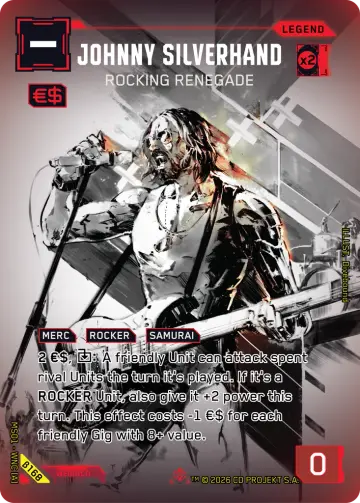 LEGEND
JOHNNY SILVERHAND
x2
ROCKING RENEGADE
€$
MERC ROCKER SAMURAI
2 €$, : A friendly Unit can attack spent
rival Units the turn it's played. If it's a
ROCKER Unit, also give it +2 power this
turn. This effect costs -1 €$ for each
friendly Gig with 8+ value.
β168
™ © 2026 CD PROJEKT S.A.
0